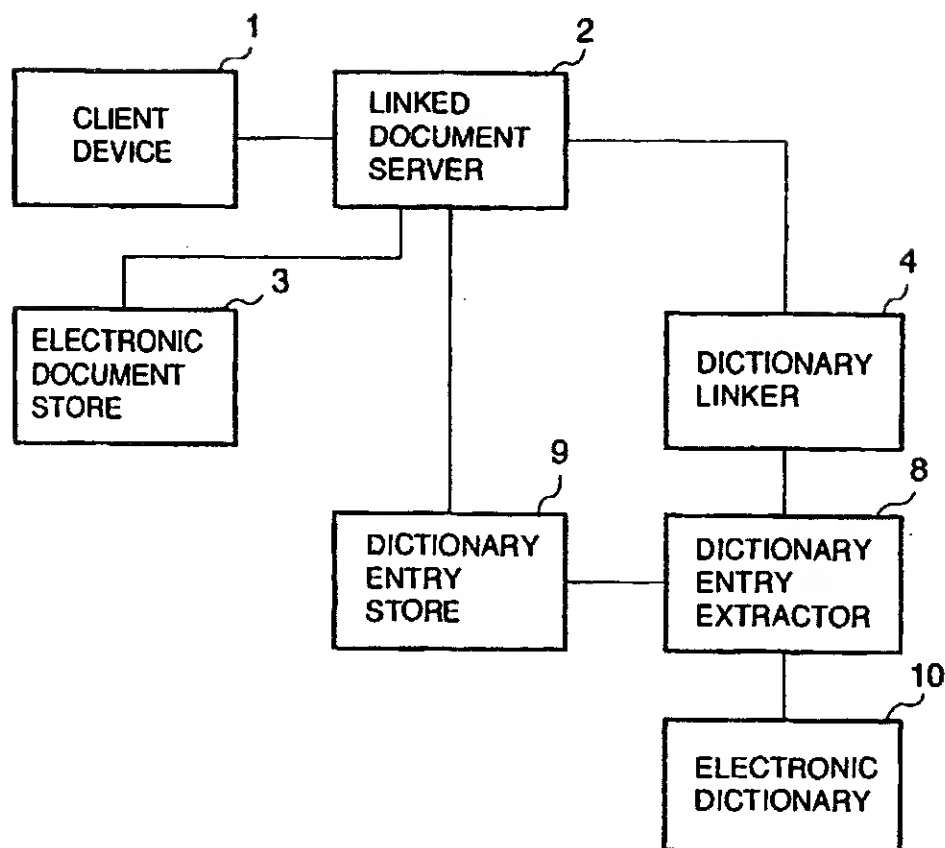 1
CLIENT
DEVICE
2
LINKED
DOCUMENT
SERVER
3
ELECTRONIC
DOCUMENT
STORE
4
DICTIONARY
LINKER
9
DICTIONARY
ENTRY
STORE
8
DICTIONARY
ENTRY
EXTRACTOR
10
ELECTRONIC
DICTIONARY